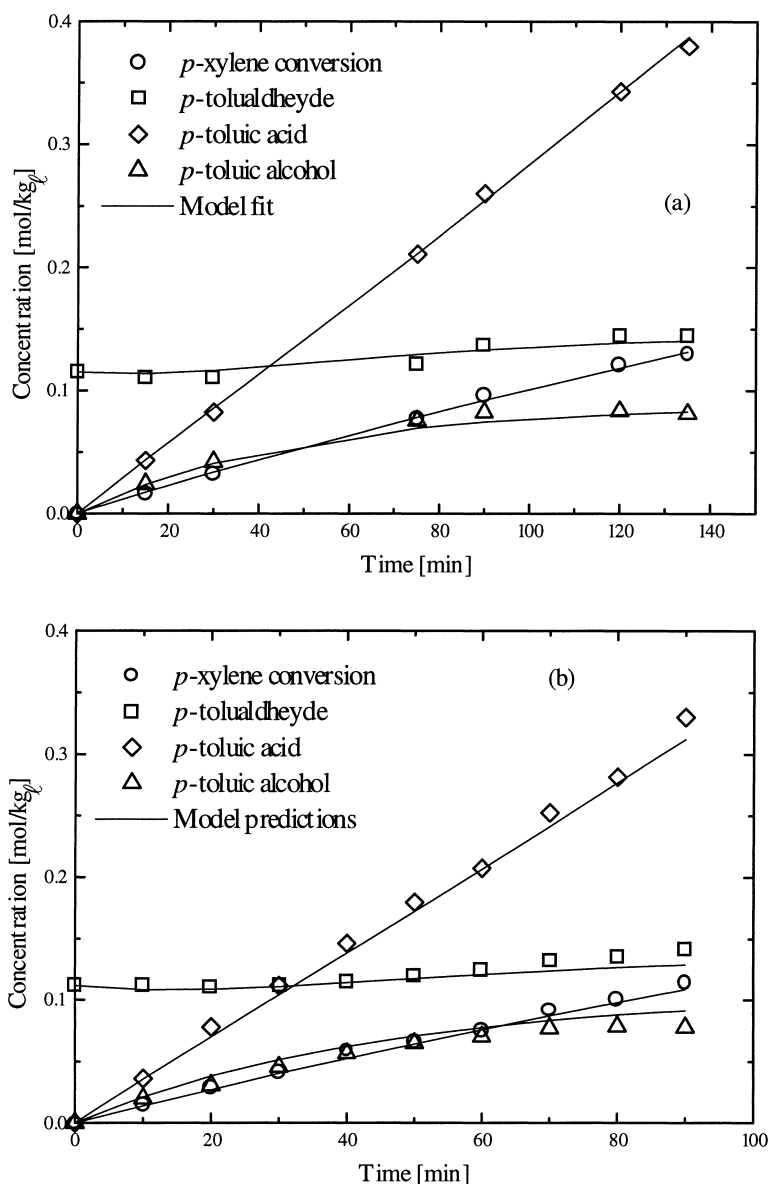 0.4
p-xylene conversion
p-tolualdheyde
p-toluic acid
p-toluic alcohol
Model fit
(a)
0.3
0.2
0.1
0.0
Concentration [mol/kgℓ]
0 20 40 60 80 100 120 140
Time [min]
0.4
p-xylene conversion
(b)
p-tolualdheyde
p-toluic acid
p-toluic alcohol
Model predictions
0.3
0.2
0.1
0.0
Concentration [mol/kgℓ]
0 20 40 60 80 100
Time [min]